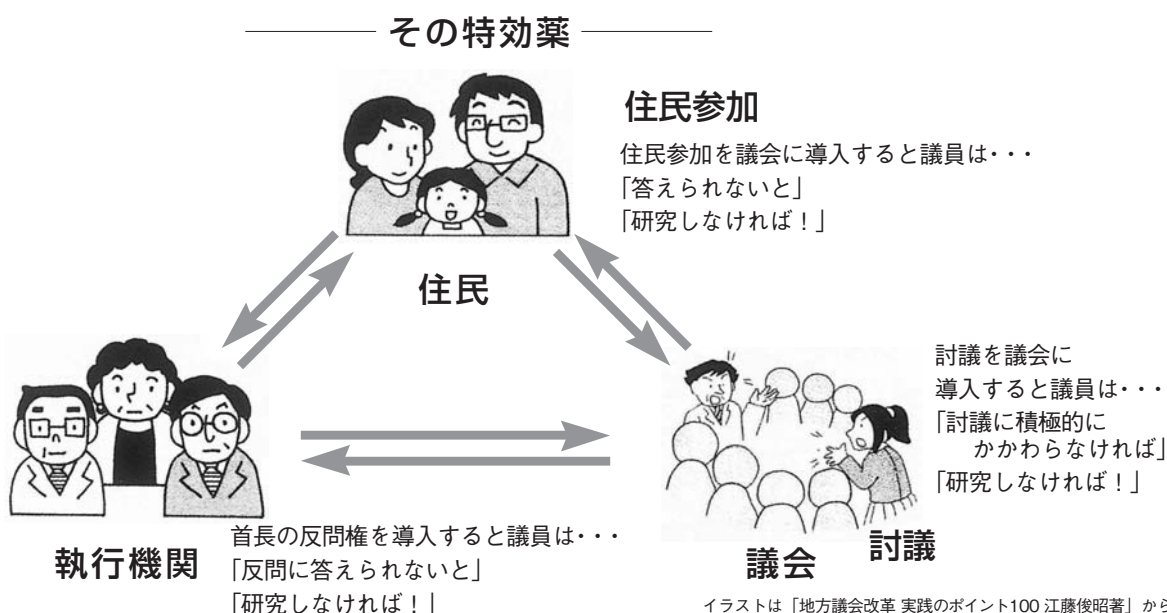 その特効薬
住民参加
住民参加を議会に導入すると議員は・・・
「答えられないと」
「研究しなければ！」
住民
討議を議会に
導入すると議員は・・・
「討議に積極的に
かかわらなければ」
「研究しなければ！」
執行機関
首長の反問権を導入すると議員は・・・
「反問に答えられないと」
「研究しなければ！」
議会
討議
イラストは「地方議会改革 実践のポイント100 江藤俊昭著」から